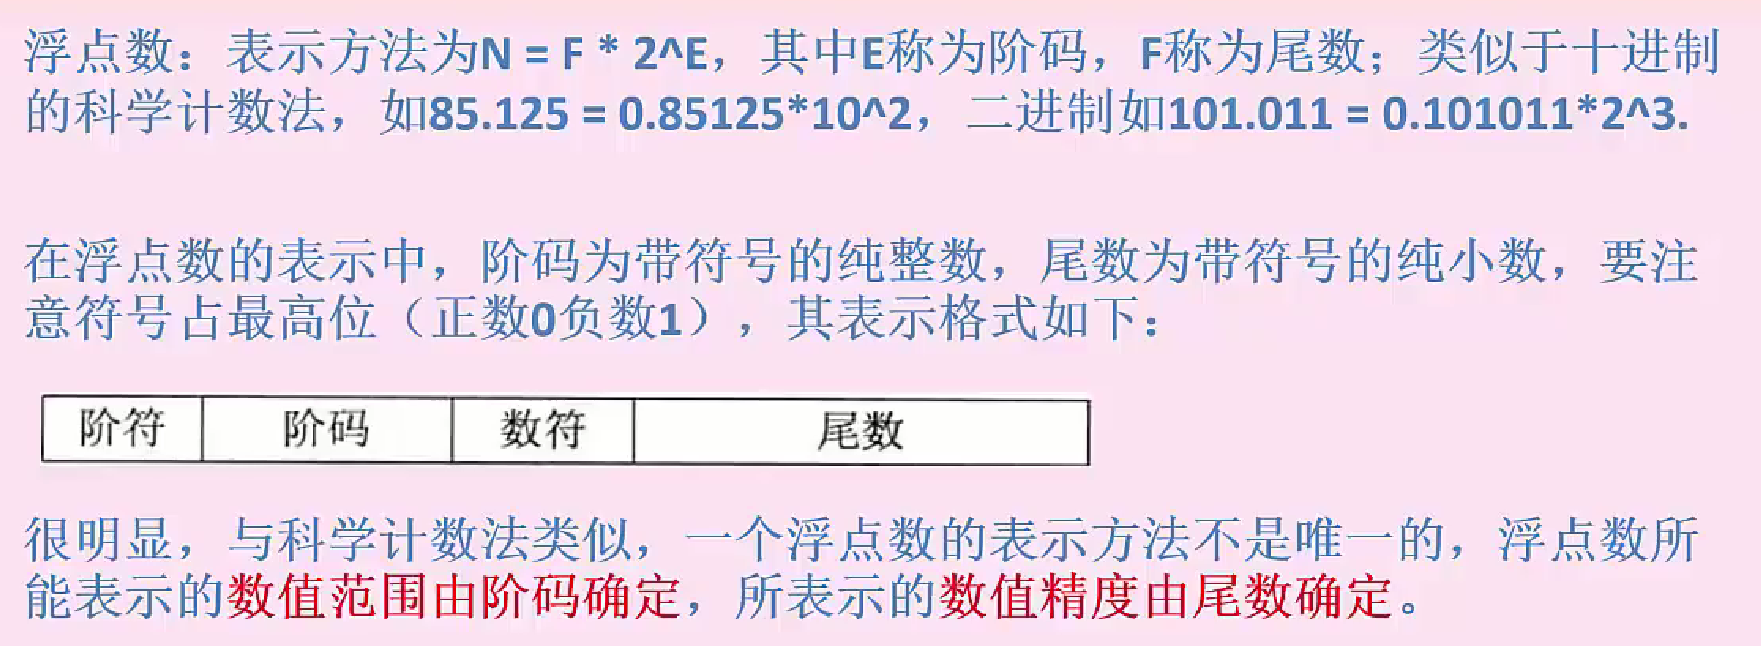 浮点数：表示方法为N = F * 2^E，其中E称为阶码，F称为尾数；类似于十进制
的科学计数法，如85.125 = 0.85125*10^2，二进制如101.011 = 0.101011*2^3.
在浮点数的表示中，阶码为带符号的纯整数，尾数为带符号的纯小数，要注
意符号占最高位（正数0负数1），其表示格式如下：
阶符 阶码 数符 尾数
很明显，与科学计数法类似，一个浮点数的表示方法不是唯一的，浮点数所
能表示的数值范围由阶码确定，所表示的数值精度由尾数确定。